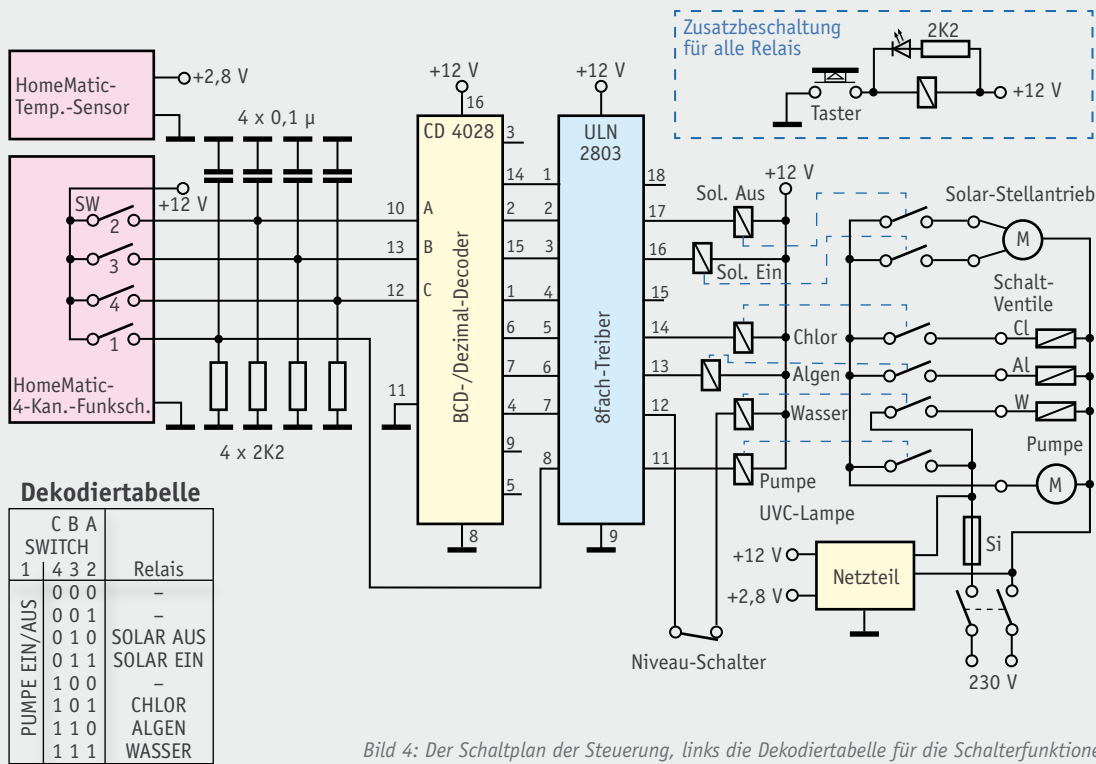 HomeMatic-
Temp.-Sensor
+2,8 V
4 x 0,1 µ
HomeMatic-
4-Kan.-Funksch.
SW
+12 V
2
3
4
1
4 x 2K2
+12 V
16
CD 4028
BCD-/Dezimal-Decoder
10
A
13
B
12
C
11
3
14
2
15
1
6
7
4
9
5
8
+12 V
ULN
2803
8fach-Treiber
1
2
3
4
5
6
7
8
18
17
16
15
14
13
12
11
9
Zusatzbeschaltung
für alle Relais
2K2
Taster
+12 V
+12 V
Sol. Aus
Sol. Ein
Chlor
Algen
Wasser
Pumpe
UVC-Lampe
Solar-Stellantrieb
M
Schalt-
Ventile
Cl
Al
W
Pumpe
M
Si
+12 V
+2,8 V
Netzteil
230 V
Niveau-Schalter
Dekodiertabelle
C B A
SWITCH
1 4 3 2 Relais
PUMPE EIN/AUS
0 0 0 –
0 0 1 –
0 1 0 SOLAR AUS
0 1 1 SOLAR EIN
1 0 0 –
1 0 1 CHLOR
1 1 0 ALGEN
1 1 1 WASSER
Bild 4: Der Schaltplan der Steuerung, links die Dekodiertabelle für die Schalterfunktione